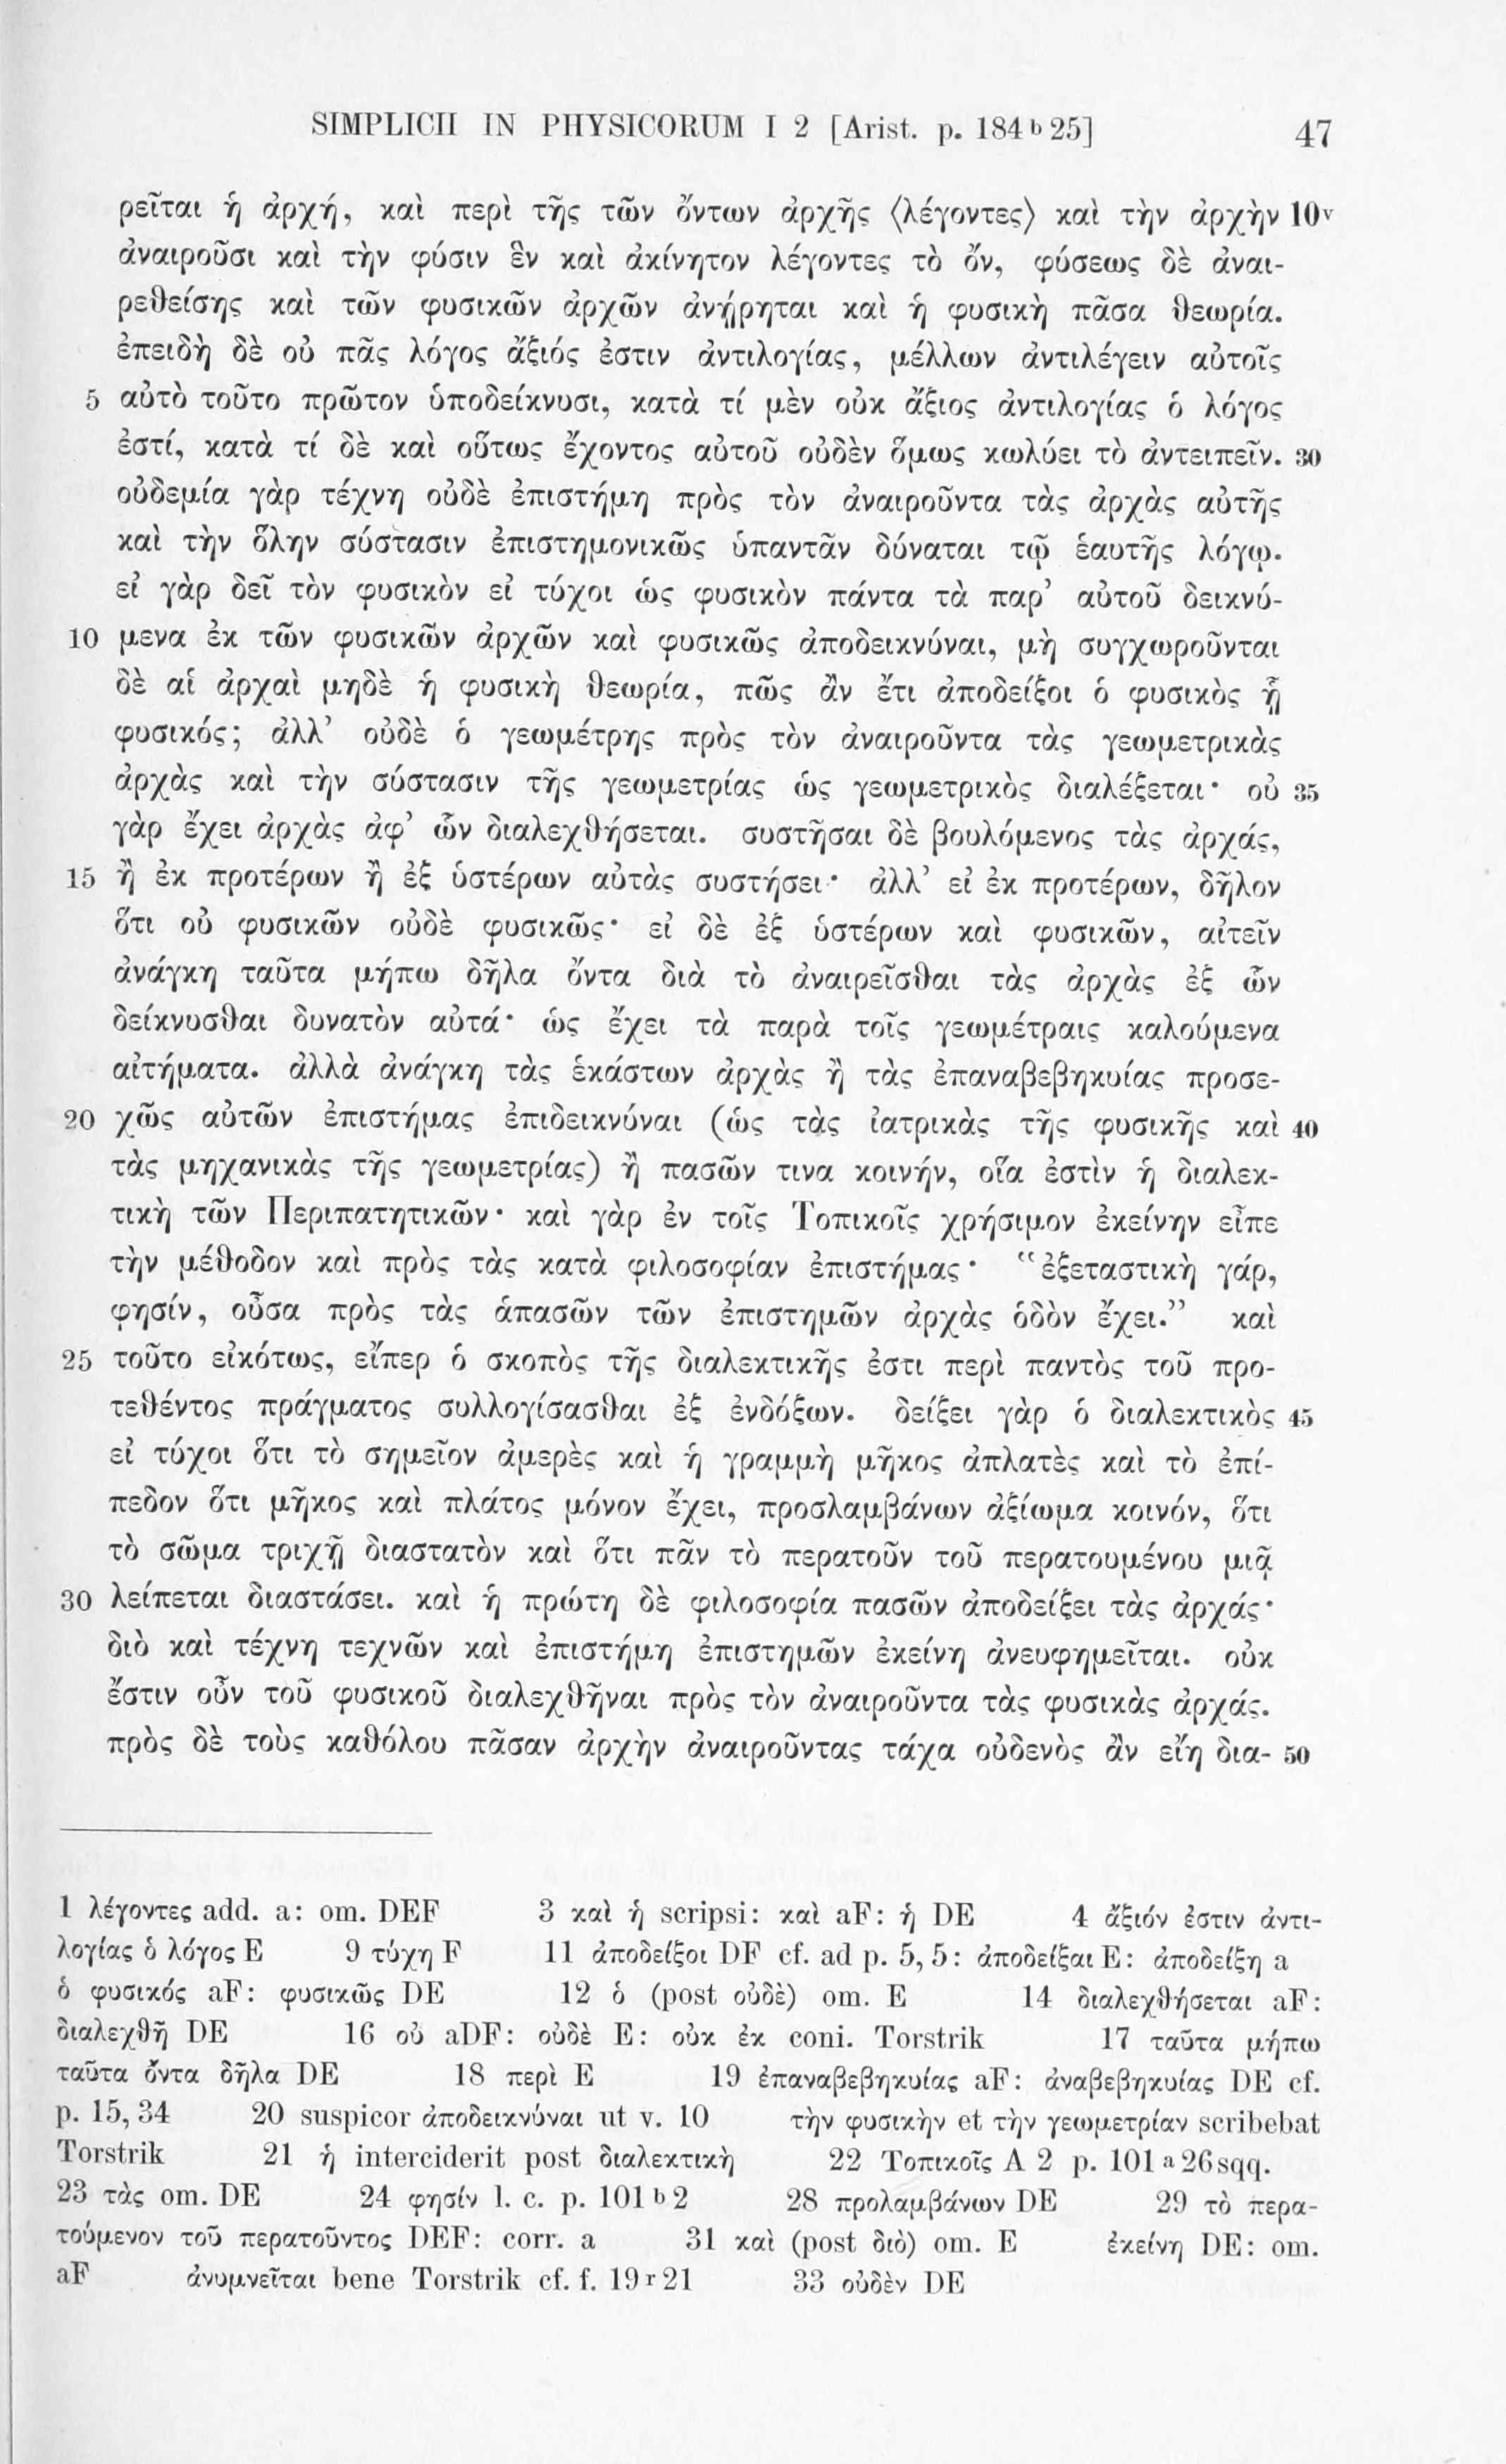 SIMPLICII IN PHYSICORUM I 2 [Arist. p. 184 b 25] 47
ρεῖται ἡ ἀρχή, καὶ περὶ τῆς τῶν ὄντων ἀρχῆς ⟨λέγοντες⟩ καὶ τὴν ἀρχὴν 10v
ἀναιροῦσι καὶ τὴν φύσιν ἓν καὶ ἀκίνητον λέγοντες τὸ ὄν, φύσεως δὲ ἀναι-
ρεθείσης καὶ τῶν φυσικῶν ἀρχῶν ἀνῄρηται καὶ ἡ φυσικὴ πᾶσα θεωρία.
ἐπειδὴ δὲ οὐ πᾶς λόγος ἄξιός ἐστιν ἀντιλογίας, μέλλων ἀντιλέγειν αὐτοῖς
5 αὐτὸ τοῦτο πρῶτον ὑποδείκνυσι, κατὰ τί μὲν οὐκ ἄξιος ἀντιλογίας ὁ λόγος
ἐστί, κατὰ τί δὲ καὶ οὕτως ἔχοντος αὐτοῦ οὐδὲν ὅμως κωλύει τὸ ἀντειπεῖν. 30
οὐδεμία γὰρ τέχνη οὐδὲ ἐπιστήμη πρὸς τὸν ἀναιροῦντα τὰς ἀρχὰς αὐτῆς
καὶ τὴν ὅλην σύστασιν ἐπιστημονικῶς ὑπαντᾶν δύναται τῷ ἑαυτῆς λόγῳ.
εἰ γὰρ δεῖ τὸν φυσικὸν εἰ τύχοι ὡς φυσικὸν πάντα τὰ παρ’ αὐτοῦ δεικνύ-
10 μενα ἐκ τῶν φυσικῶν ἀρχῶν καὶ φυσικῶς ἀποδεικνύναι, μὴ συγχωροῦνται
δὲ αἱ ἀρχαὶ μηδὲ ἡ φυσικὴ θεωρία, πῶς ἂν ἔτι ἀποδείξοι ὁ φυσικὸς ᾗ
φυσικός; ἀλλ’ οὐδὲ ὁ γεωμέτρης πρὸς τὸν ἀναιροῦντα τὰς γεωμετρικὰς
ἀρχὰς καὶ τὴν σύστασιν τῆς γεωμετρίας ὡς γεωμετρικὸς διαλέξεται· οὐ 35
γὰρ ἔχει ἀρχὰς ἀφ’ ὧν διαλεχθήσεται. συστῆσαι δὲ βουλόμενος τὰς ἀρχάς,
15 ἢ ἐκ προτέρων ἢ ἐξ ὑστέρων αὐτὰς συστήσει· ἀλλ’ εἰ ἐκ προτέρων, δῆλον
ὅτι οὐ φυσικῶν οὐδὲ φυσικῶς· εἰ δὲ ἐξ ὑστέρων καὶ φυσικῶν, αἰτεῖν
ἀνάγκη ταῦτα μήπω δῆλα ὄντα διὰ τὸ ἀναιρεῖσθαι τὰς ἀρχὰς ἐξ ὧν
δείκνυσθαι δυνατὸν αὐτά· ὡς ἔχει τὰ παρὰ τοῖς γεωμέτραις καλούμενα
αἰτήματα. ἀλλὰ ἀνάγκη τὰς ἑκάστων ἀρχὰς ἢ τὰς ἐπαναβεβηκυίας προσε-
20 χῶς αὐτῶν ἐπιστήμας ἐπιδεικνύναι (ὡς τὰς ἰατρικὰς τῆς φυσικῆς καὶ 40
τὰς μηχανικὰς τῆς γεωμετρίας) ἢ πασῶν τινα κοινήν, οἵα ἐστὶν ἡ διαλεκ-
τικὴ τῶν Περιπατητικῶν· καὶ γὰρ ἐν τοῖς Τοπικοῖς χρήσιμον ἐκείνην εἶπε
τὴν μέθοδον καὶ πρὸς τὰς κατὰ φιλοσοφίαν ἐπιστήμας· “ἐξεταστικὴ γάρ,
φησίν, οὖσα πρὸς τὰς ἁπασῶν τῶν ἐπιστημῶν ἀρχὰς ὁδὸν ἔχει.” καὶ
25 τοῦτο εἰκότως, εἴπερ ὁ σκοπὸς τῆς διαλεκτικῆς ἐστι περὶ παντὸς τοῦ προ-
τεθέντος πράγματος συλλογίσασθαι ἐξ ἐνδόξων. δείξει γὰρ ὁ διαλεκτικὸς 45
εἰ τύχοι ὅτι τὸ σημεῖον ἀμερὲς καὶ ἡ γραμμὴ μῆκος ἀπλατὲς καὶ τὸ ἐπί-
πεδον ὅτι μῆκος καὶ πλάτος μόνον ἔχει, προσλαμβάνων ἀξίωμα κοινόν, ὅτι
τὸ σῶμα τριχῇ διαστατὸν καὶ ὅτι πᾶν τὸ περατοῦν τοῦ περατουμένου μιᾷ
30 λείπεται διαστάσει. καὶ ἡ πρώτη δὲ φιλοσοφία πασῶν ἀποδείξει τὰς ἀρχάς·
διὸ καὶ τέχνη τεχνῶν καὶ ἐπιστήμη ἐπιστημῶν ἐκείνη ἀνευφημεῖται. οὐκ
ἔστιν οὖν τοῦ φυσικοῦ διαλεχθῆναι πρὸς τὸν ἀναιροῦντα τὰς φυσικὰς ἀρχάς.
πρὸς δὲ τοὺς καθόλου πᾶσαν ἀρχὴν ἀναιροῦντας τάχα οὐδενὸς ἂν εἴη δια- 50
1 λέγοντες add. a: om. DEF 3 καὶ ἡ scripsi: καὶ aF: ἡ DE 4 ἄξιόν ἐστιν ἀντι-
λογίας ὁ λόγος E 9 τύχη F 11 ἀποδείξοι DF cf. ad p. 5, 5: ἀποδείξαι E: ἀποδείξη a
ὁ φυσικός aF: φυσικῶς DE 12 ὁ (post οὐδὲ) om. E 14 διαλεχθήσεται aF:
διαλεχθῆ DE 16 οὐ aDF: οὐδὲ E: οὐκ ἐκ coni. Torstrik 17 ταῦτα μήπω
ταῦτα ὄντα δῆλα DE 18 περὶ E 19 ἐπαναβεβηκυίας aF: ἀναβεβηκυίας DE cf.
p. 15, 34 20 suspicor ἀποδεικνύναι ut v. 10 τὴν φυσικὴν et τὴν γεωμετρίαν scribebat
Torstrik 21 ἡ interciderit post διαλεκτικὴ 22 Τοπικοῖς A 2 p. 101 a 26 sqq.
23 τὰς om. DE 24 φησίν l. c. p. 101 b 2 28 προλαμβάνων DE 29 τὸ περα-
τούμενον τοῦ περατοῦντος DEF: corr. a 31 καὶ (post διὸ) om. E ἐκείνη DE: om.
aF ἀνυμνεῖται bene Torstrik cf. f. 19 r 21 33 οὐδὲν DE